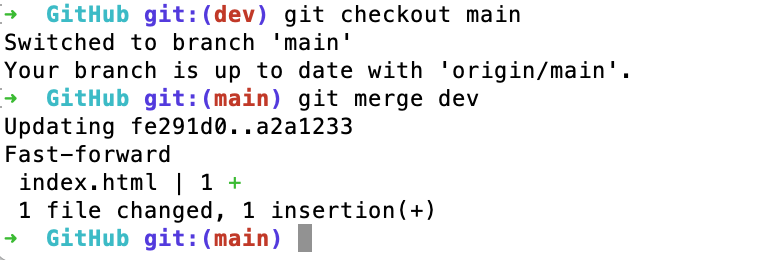 ➜  GitHub git:(dev) git checkout main
Switched to branch 'main'
Your branch is up to date with 'origin/main'.
➜  GitHub git:(main) git merge dev
Updating fe291d0..a2a1233
Fast-forward
 index.html | 1 +
 1 file changed, 1 insertion(+)
➜  GitHub git:(main)